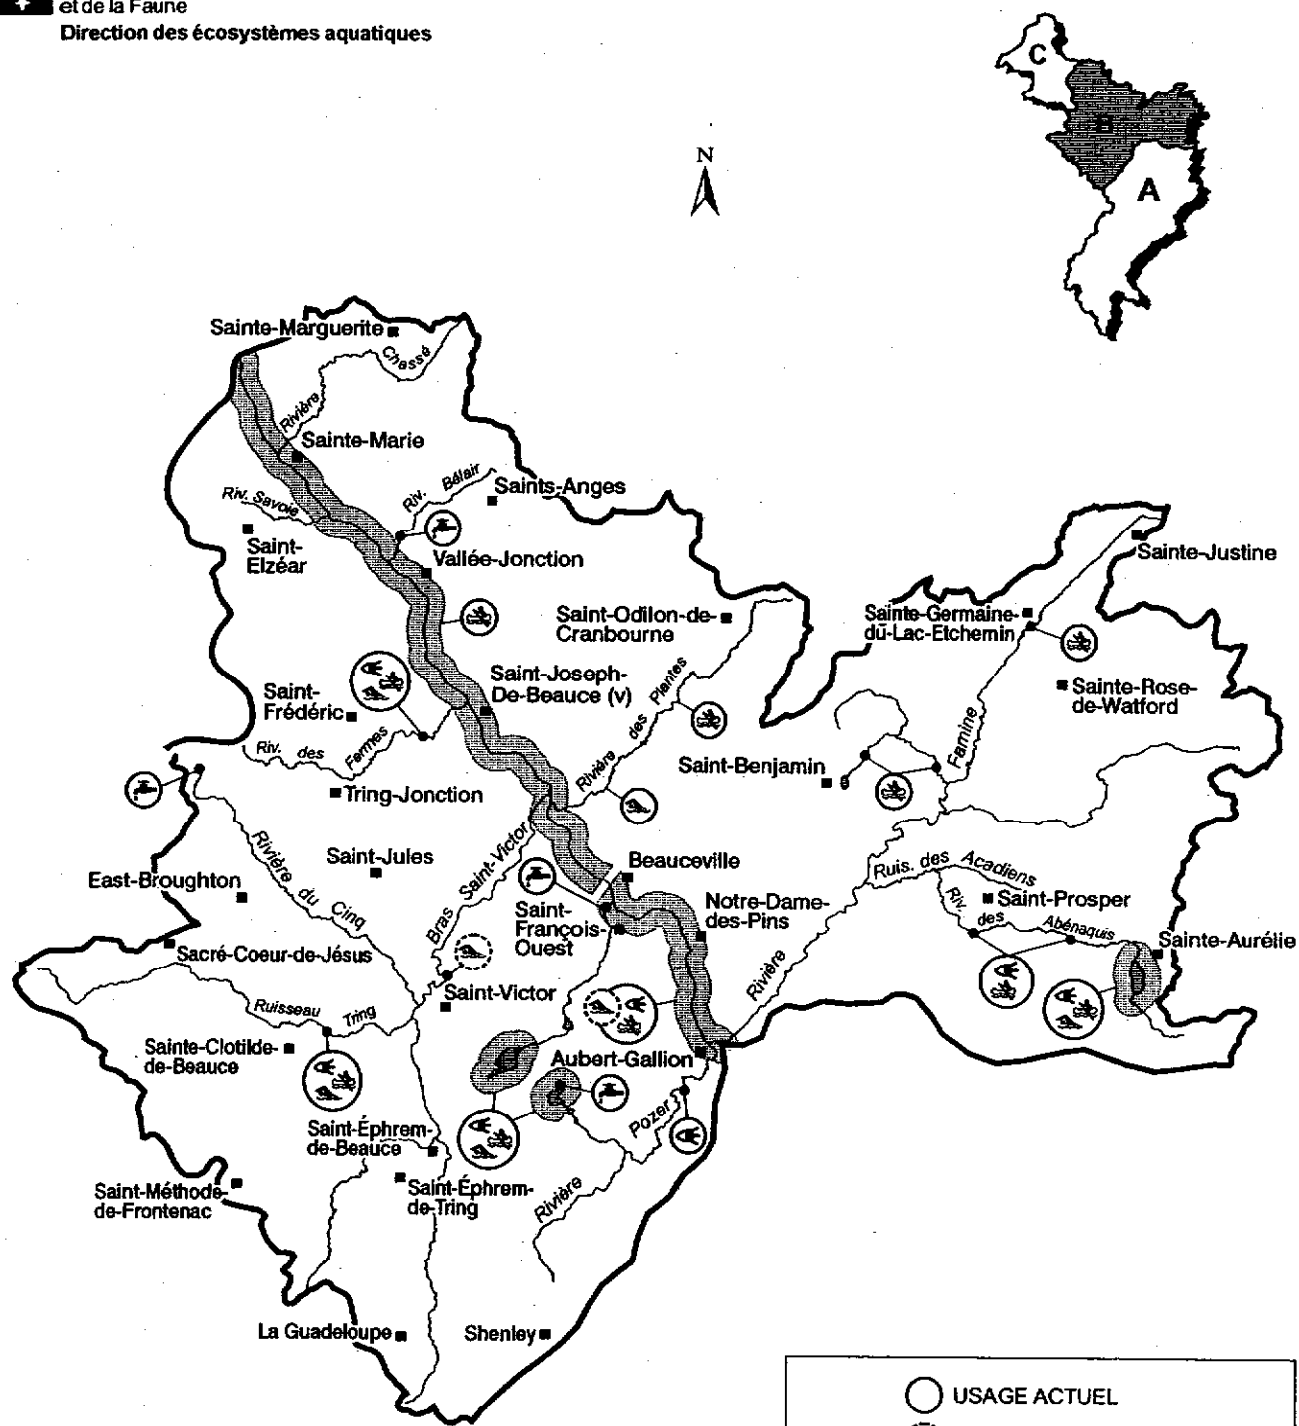 et de la Faune
Direction des écosystèmes aquatiques
C
B
A
N
Sainte-Marguerite
Chassé
Rivière
Sainte-Marie
Riv. Bélair
Saints-Anges
Riv. Savoie
Saint-
Elzéar
Vallée-Jonction
Sainte-Justine
Saint-Odilon-de-
Cranbourne
Sainte-Germaine-
du-Lac-Etchemin
Saint-Joseph-
De-Beauce (v)
Saint-
Frédéric
Sainte-Rose-
de-Watford
Rivière des Plantes
Riv. des Fermes
Famine
Saint-Benjamin
Tring-Jonction
Rivière du Cinq
Saint-Jules
Bras Saint-Victor
Beauceville
Ruis. des Acadiens
East-Broughton
Saint-
François-
Ouest
Notre-Dame-
des-Pins
Saint-Prosper
Riv. des Abénaquis
Sainte-Aurélie
Sacré-Coeur-de-Jésus
Rivière
Saint-Victor
Ruisseau Tring
Sainte-Clotilde-
de-Beauce
Aubert-Gallion
Saint-Éphrem-
de-Beauce
Pozer
Rivière
Saint-Méthode-
de-Frontenac
Saint-Éphrem-
de-Tring
La Guadeloupe
Shenley
USAGE ACTUEL